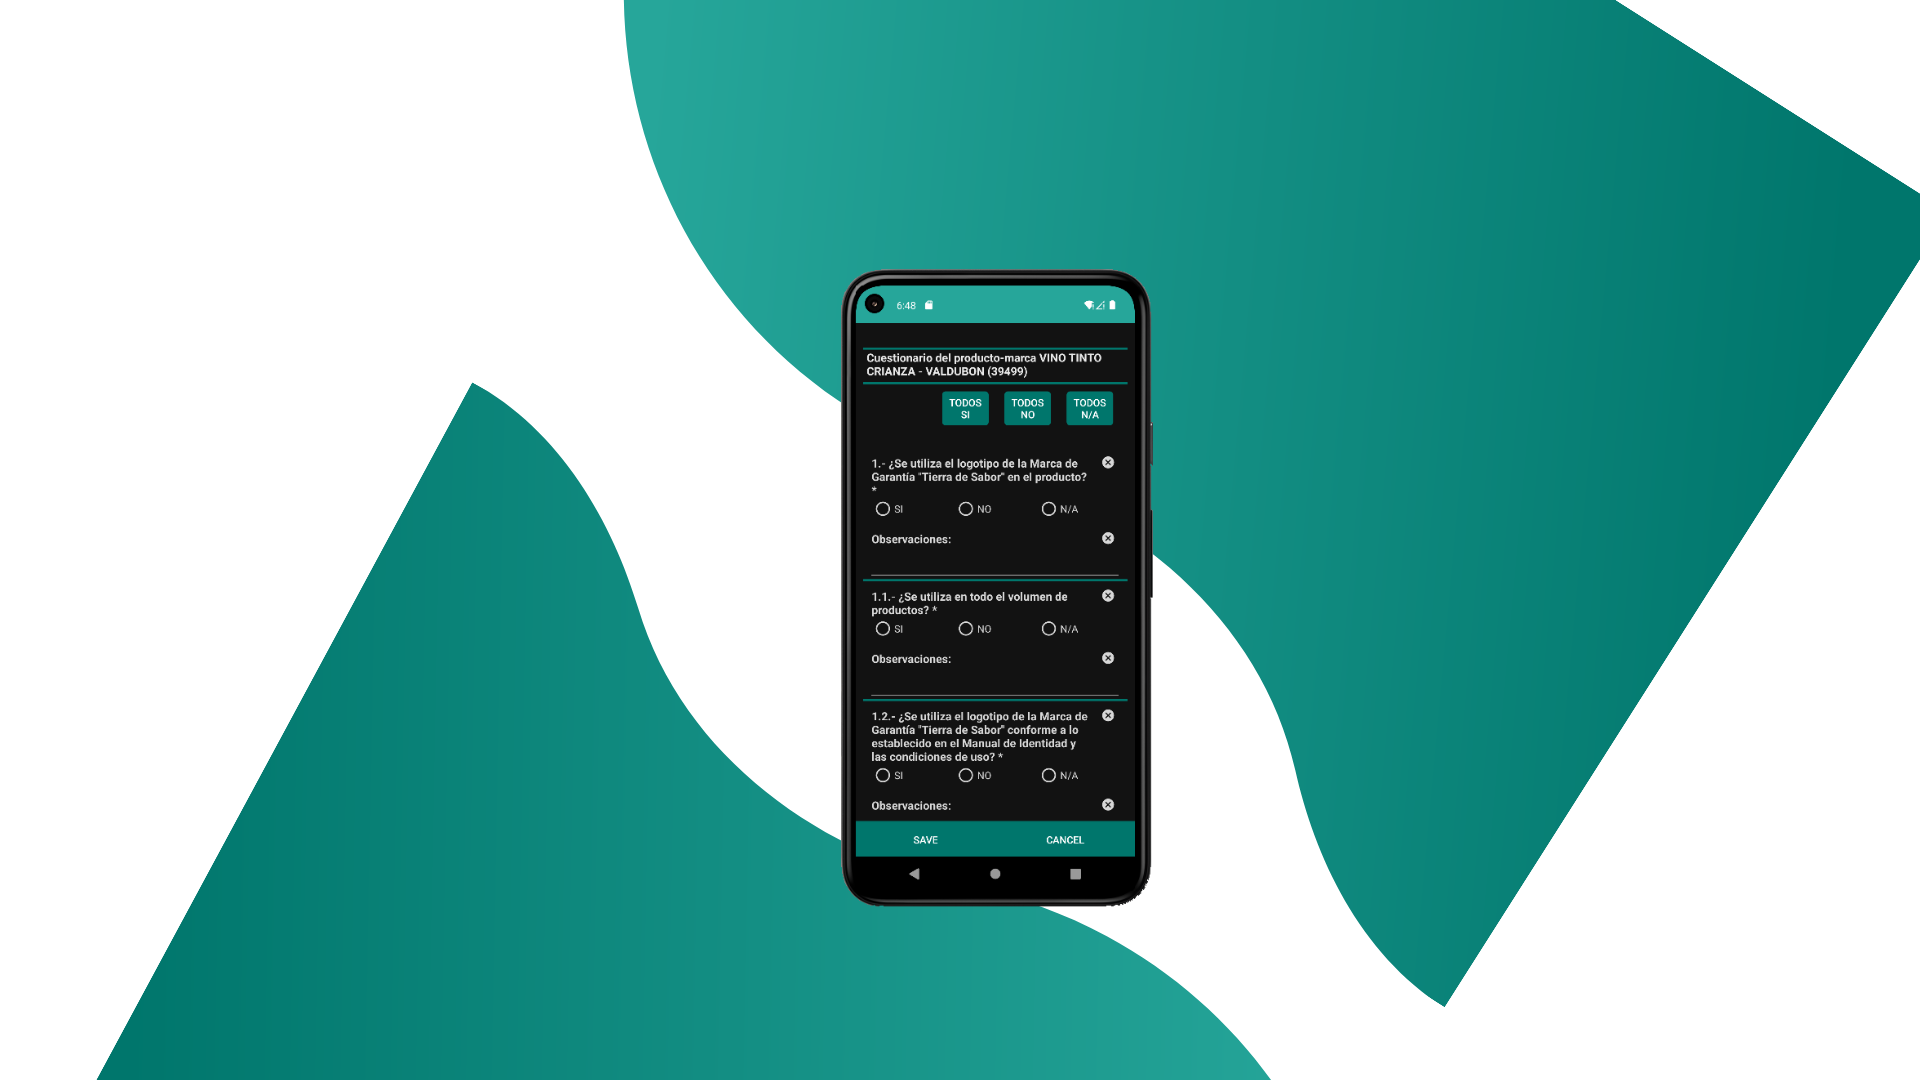 6:48
Cuestionario del producto-marca VINO TINTO
CRIANZA - VALDUBON (39499)
TODOS SI
TODOS NO
TODOS N/A
1.- ¿Se utiliza el logotipo de la Marca de
Garantía "Tierra de Sabor" en el producto?
*
SI NO N/A
Observaciones:
1.1.- ¿Se utiliza en todo el volumen de
productos? *
SI NO N/A
Observaciones:
1.2.- ¿Se utiliza el logotipo de la Marca de
Garantía "Tierra de Sabor" conforme a lo
establecido en el Manual de Identidad y
las condiciones de uso? *
SI NO N/A
Observaciones:
SAVE CANCEL